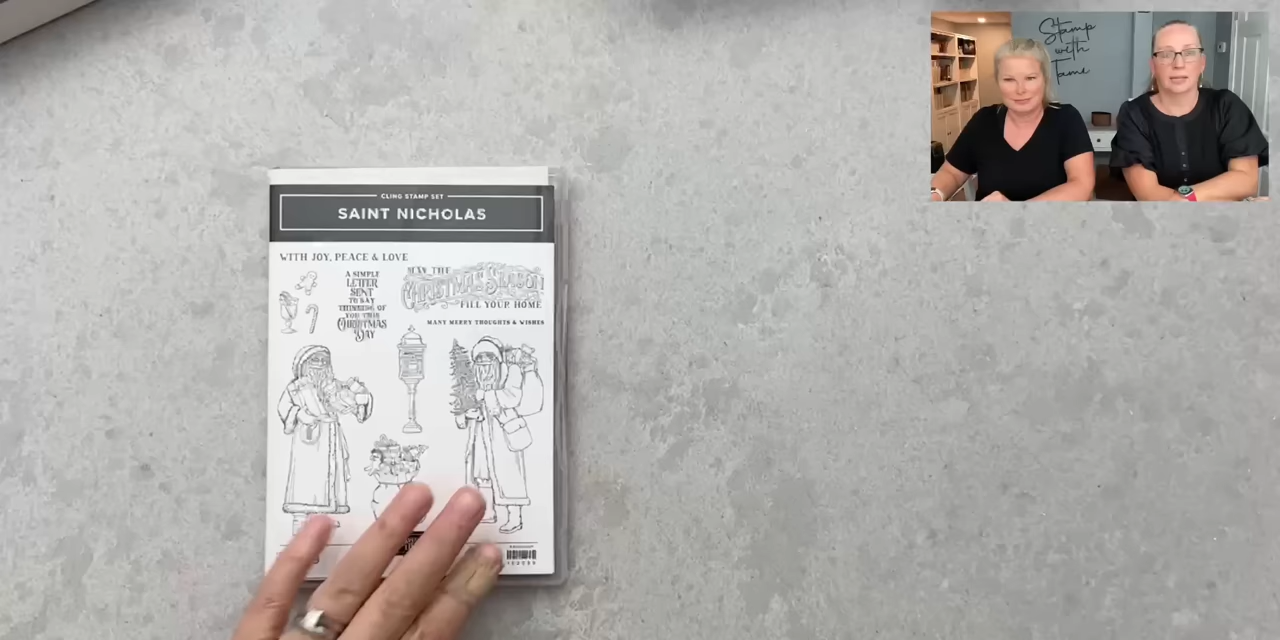 Stamp
with
Tami
CLING STAMP SET
SAINT NICHOLAS
WITH JOY, PEACE & LOVE
A SIMPLE
LETTER
SENT
TO SAY
THINKING OF
YOU THIS
CHRISTMAS
DAY
MAY THE
CHRISTMAS SEASON
FILL YOUR HOME
MANY MERRY THOUGHTS & WISHES